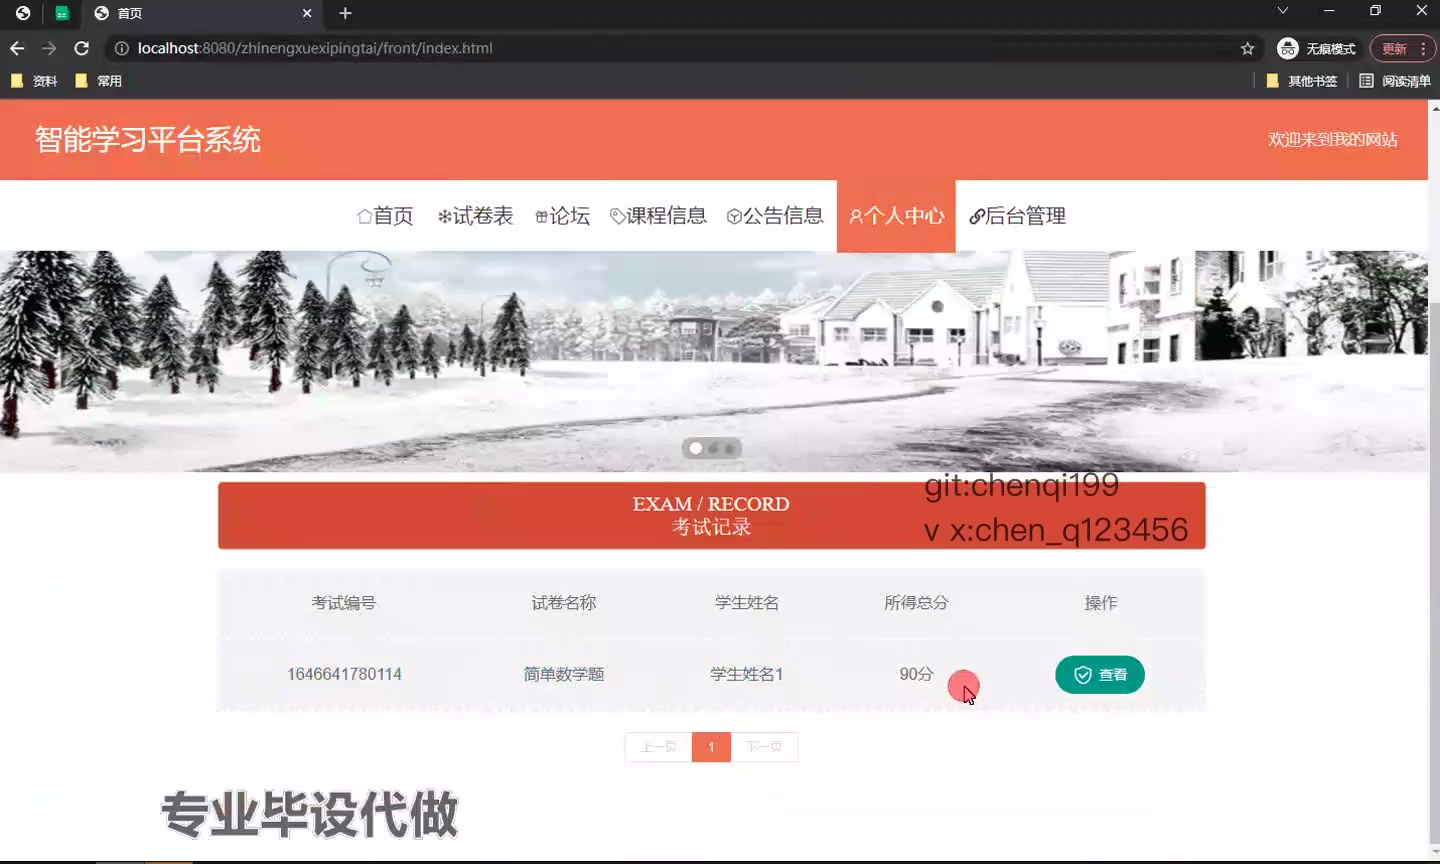 首页
localhost:8080/zhinengxuexipingtai/front/index.html
无痕模式
更新
资料
常用
其他书签
阅读清单
智能学习平台系统
欢迎来到我的网站
首页
试卷表
论坛
课程信息
公告信息
个人中心
后台管理
git:chenqi199
EXAM / RECORD
考试记录
v x:chen_q123456
考试编号 试卷名称 学生姓名 所得总分 操作
1646641780114 简单数学题 学生姓名1 90分 查看
上一页 1 下一页
专业毕设代做